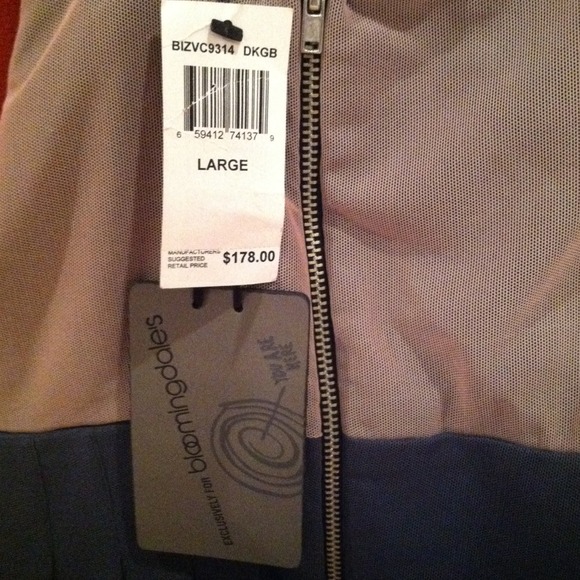 BIZVC9314 DKGB
6 59412 74137 9
LARGE
MANUFACTURERS
SUGGESTED
RETAIL PRICE
$178.00
EXCLUSIVELY FOR bloomingdale's
YOU ARE
HERE